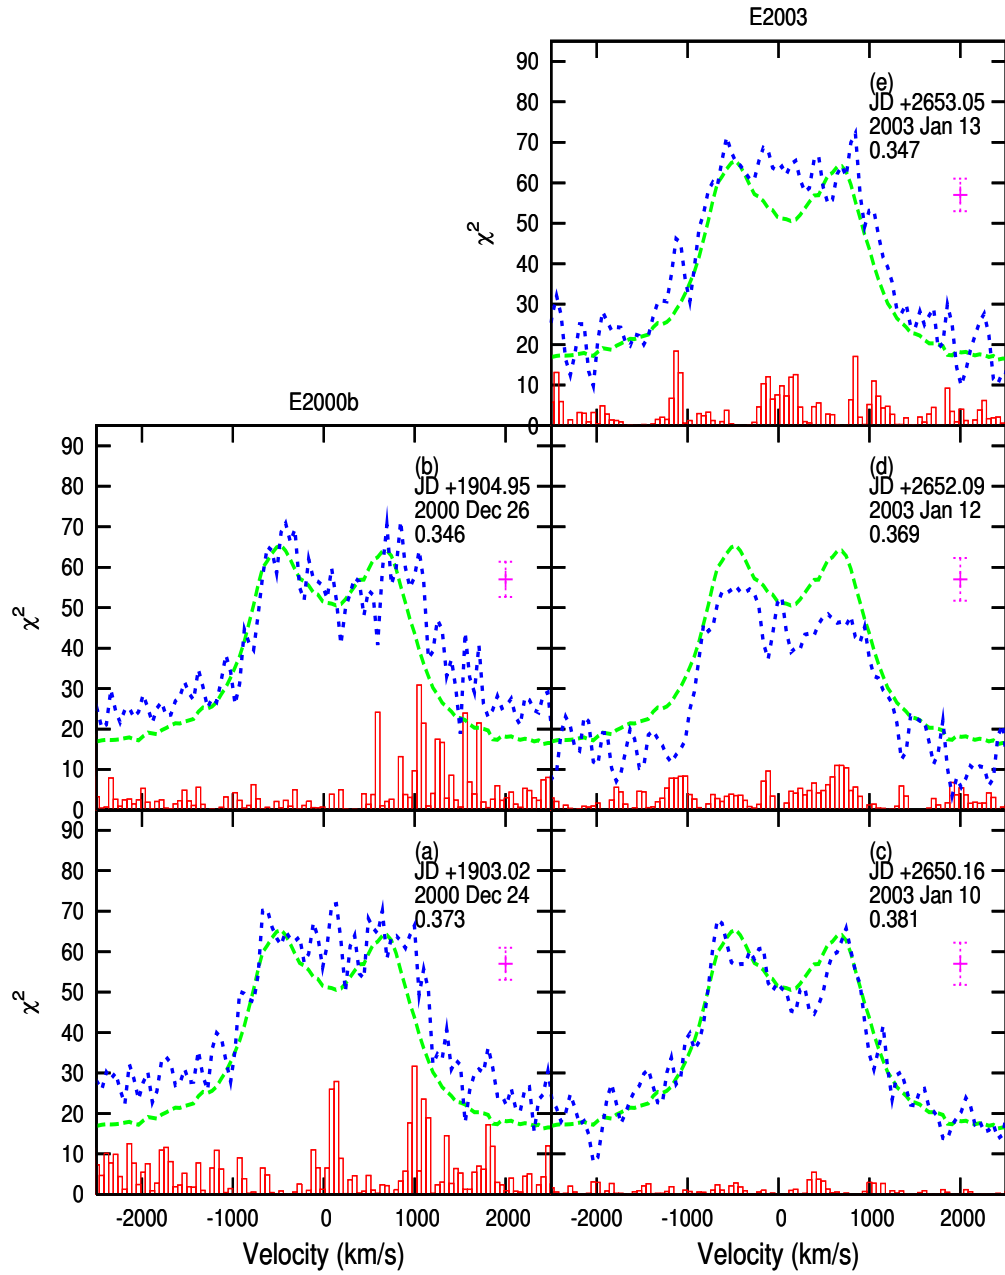 E2003
90
80
70
60
50
40
30
20
10
0
χ2
(e)
JD +2653.05
2003 Jan 13
0.347
E2000b
90
80
70
60
50
40
30
20
10
0
χ2
(b)
JD +1904.95
2000 Dec 26
0.346
(d)
JD +2652.09
2003 Jan 12
0.369
90
80
70
60
50
40
30
20
10
0
χ2
(a)
JD +1903.02
2000 Dec 24
0.373
(c)
JD +2650.16
2003 Jan 10
0.381
-2000 -1000 0 1000 2000
-2000 -1000 0 1000 2000
Velocity (km/s)
Velocity (km/s)